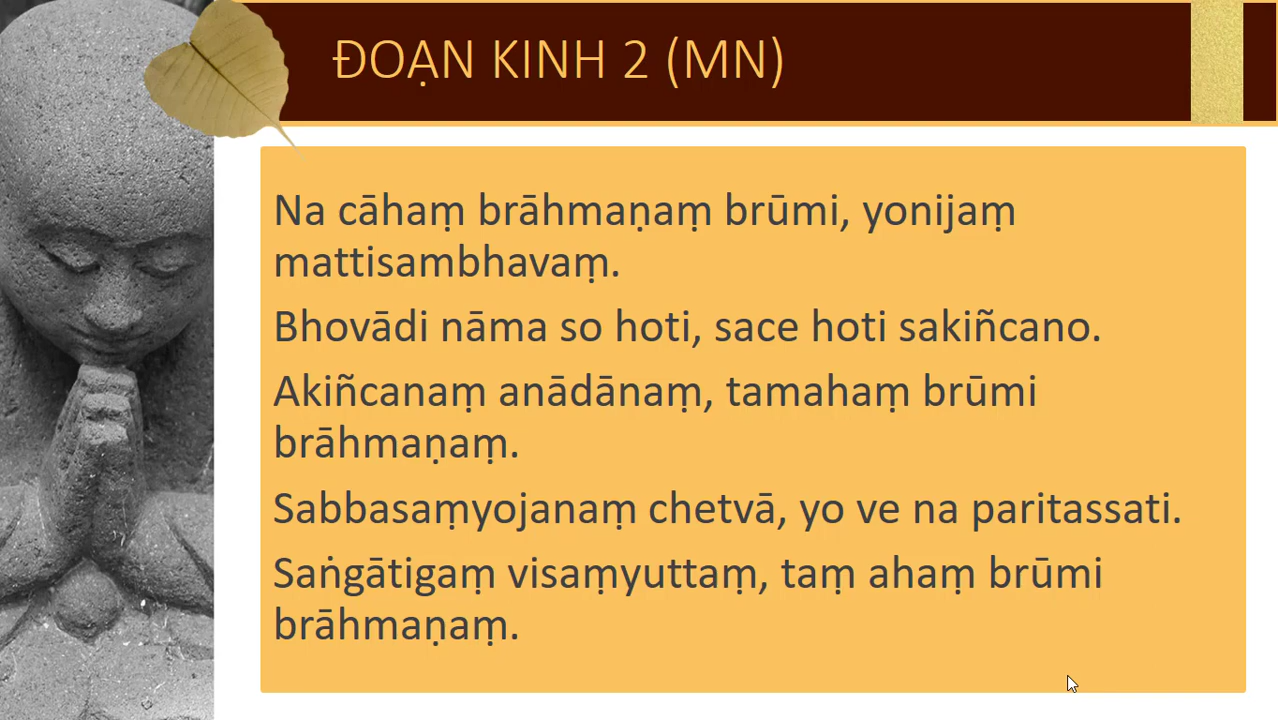 ĐOẠN KINH 2 (MN)
Na cāhaṃ brāhmaṇaṃ brūmi, yonijaṃ
mattisambhavaṃ.
Bhovādi nāma so hoti, sace hoti sakiñcano.
Akiñcanaṃ anādānaṃ, tamahaṃ brūmi
brāhmaṇaṃ.
Sabbasaṃyojanaṃ chetvā, yo ve na paritassati.
Saṅgātigaṃ visaṃyuttaṃ, taṃ ahaṃ brūmi
brāhmaṇaṃ.